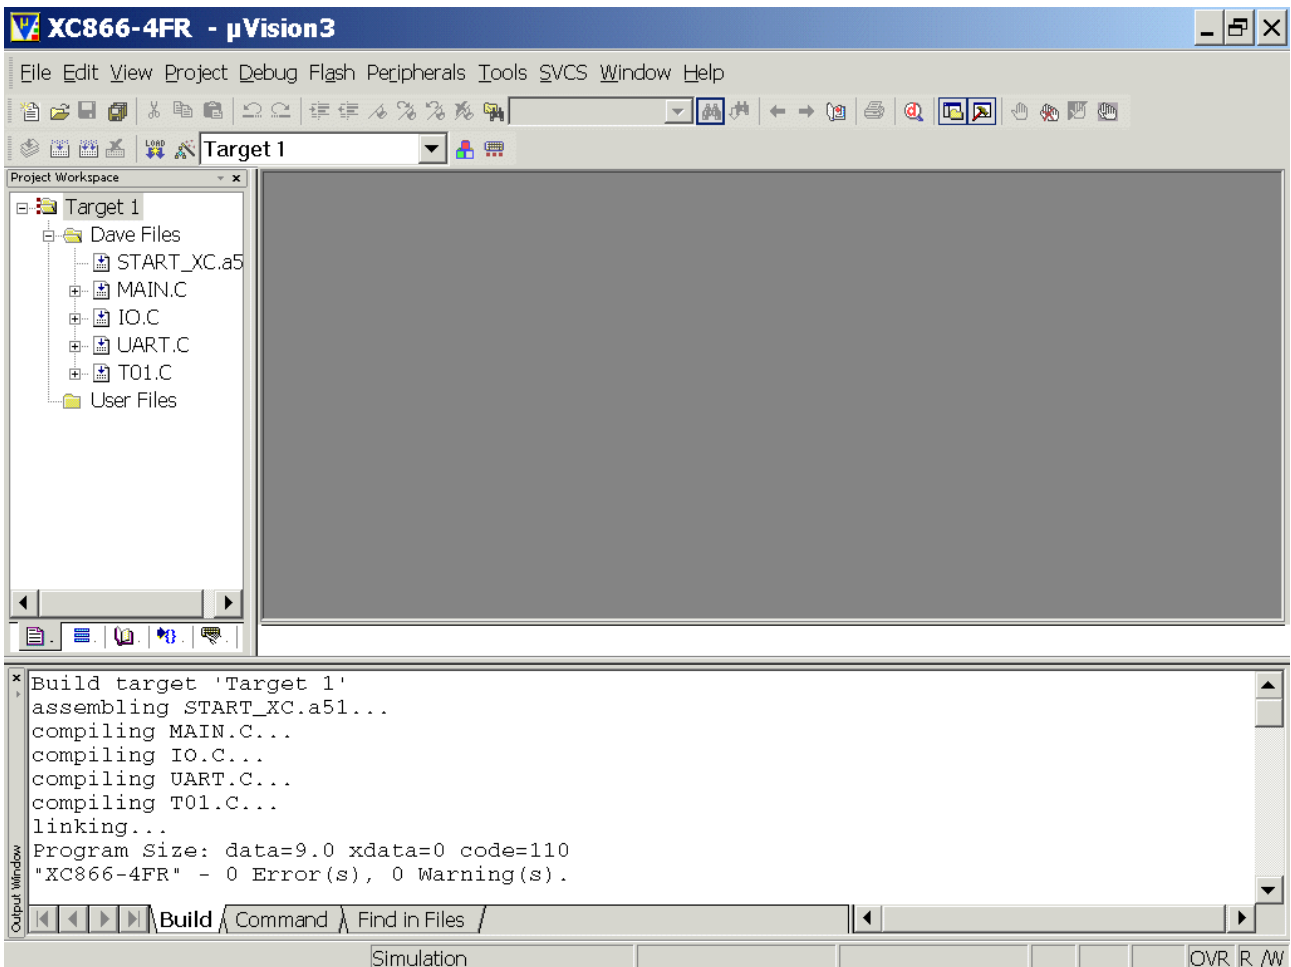 XC866-4FR - µVision3
File Edit View Project Debug Flash Peripherals Tools SVCS Window Help
LOAD Target 1
Project Workspace
Target 1
Dave Files
START_XC.a5
MAIN.C
IO.C
UART.C
T01.C
User Files
Build target 'Target 1'
assembling START_XC.a51...
compiling MAIN.C...
compiling IO.C...
compiling UART.C...
compiling T01.C...
linking...
Program Size: data=9.0 xdata=0 code=110
"XC866-4FR" - 0 Error(s), 0 Warning(s).
Output Window
Build Command Find in Files
Simulation OVR R /W